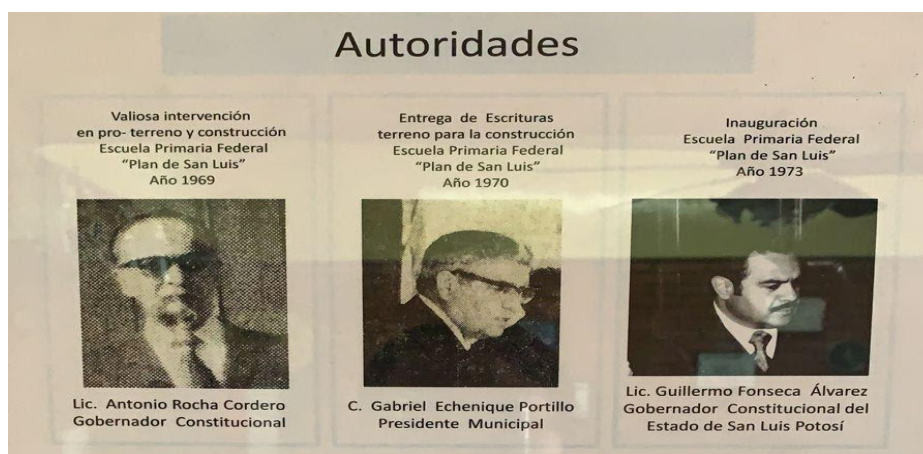 Autoridades
Valiosa intervención
en pro- terreno y construcción
Escuela Primaria Federal
“Plan de San Luis”
Año 1969
Lic. Antonio Rocha Cordero
Gobernador Constitucional
Entrega de Escrituras
terreno para la construcción
Escuela Primaria Federal
“Plan de San Luis”
Año 1970
C. Gabriel Echenique Portillo
Presidente Municipal
Inauguración
Escuela Primaria Federal
“Plan de San Luis”
Año 1973
Lic. Guillermo Fonseca Álvarez
Gobernador Constitucional del
Estado de San Luis Potosí